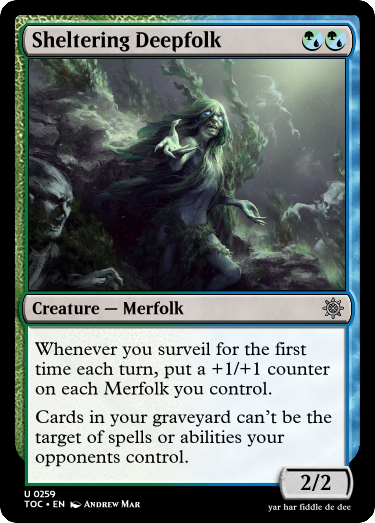 Sheltering Deepfolk
Creature — Merfolk
Whenever you surveil for the first
time each turn, put a +1/+1 counter
on each Merfolk you control.
Cards in your graveyard can't be the
target of spells or abilities your
opponents control.
2/2
U 0259
TOC • EN Andrew Mar
yar har fiddle de dee